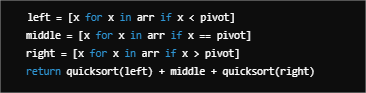 left = [x for x in arr if x < pivot]
middle = [x for x in arr if x == pivot]
right = [x for x in arr if x > pivot]
return quicksort(left) + middle + quicksort(right)